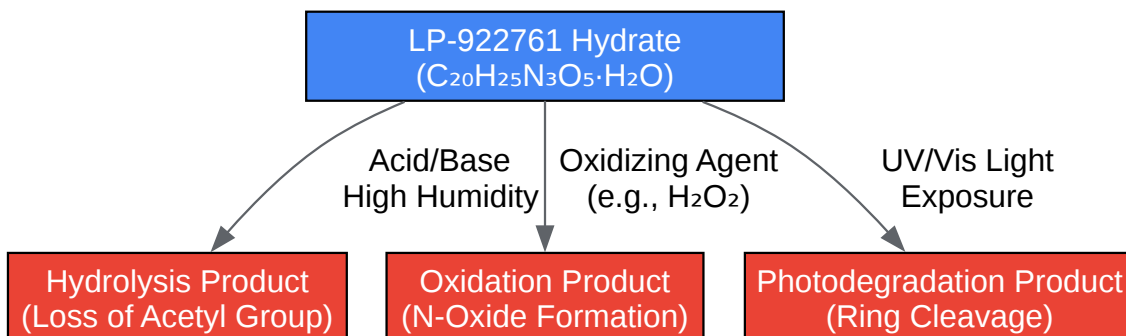 LP-922761 Hydrate
(C₂₀H₂₅N₃O₅·H₂O)
Acid/Base
High Humidity
Oxidizing Agent
(e.g., H₂O₂)
UV/Vis Light
Exposure
Hydrolysis Product
(Loss of Acetyl Group)
Oxidation Product
(N-Oxide Formation)
Photodegradation Product
(Ring Cleavage)